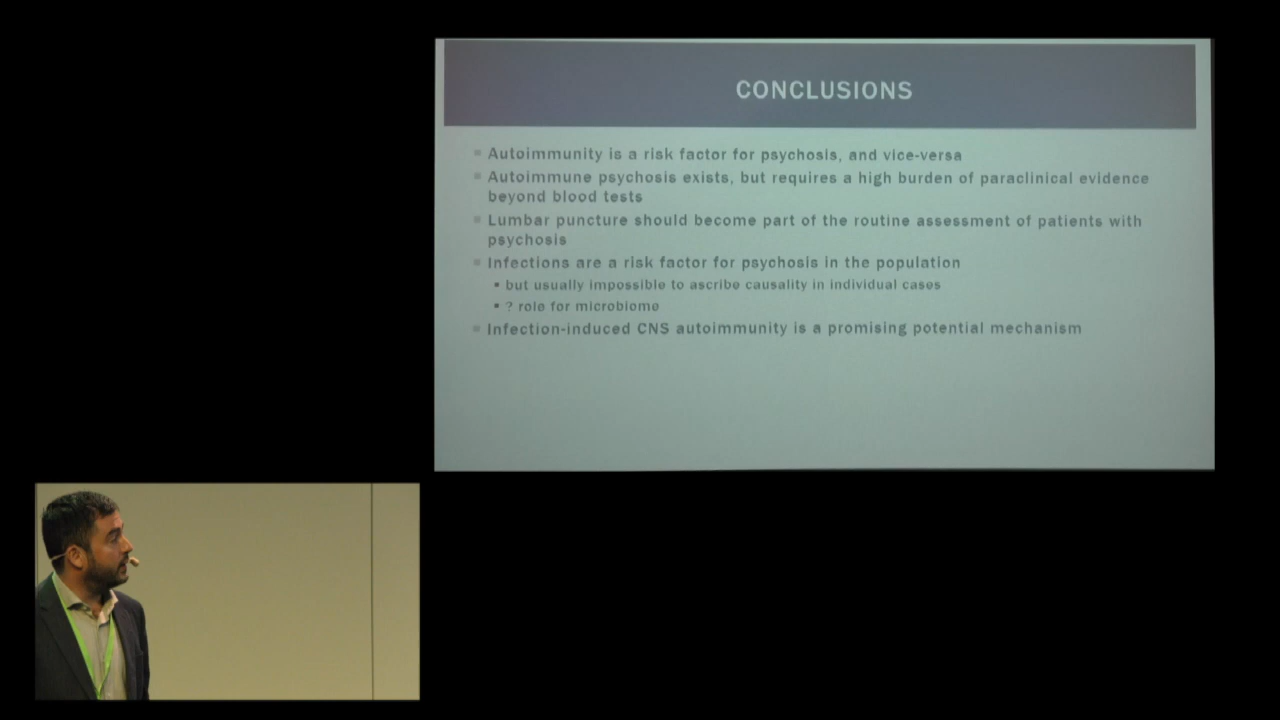 CONCLUSIONS
Autoimmunity is a risk factor for psychosis, and vice-versa
Autoimmune psychosis exists, but requires a high burden of paraclinical evidence
beyond blood tests
Lumbar puncture should become part of the routine assessment of patients with
psychosis
Infections are a risk factor for psychosis in the population
but usually impossible to ascribe causality in individual cases
? role for microbiome
Infection-induced CNS autoimmunity is a promising potential mechanism